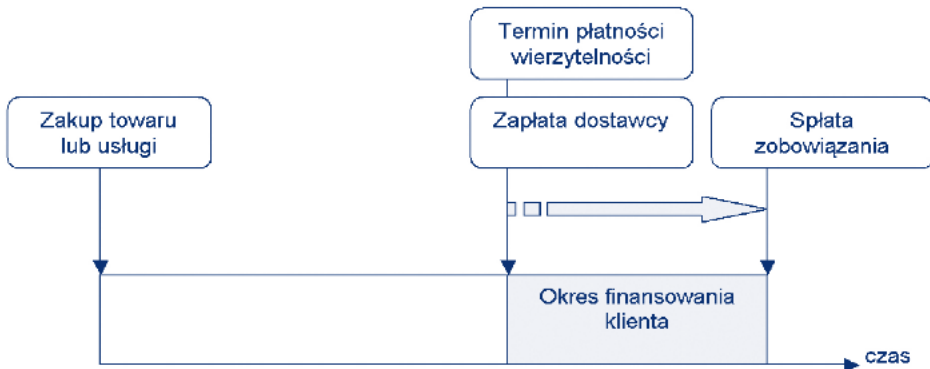 Termin płatności
wierzytelności
Zakup towaru
lub usługi
Zapłata dostawcy
Spłata
zobowiązania
Okres finansowania
klienta
czas